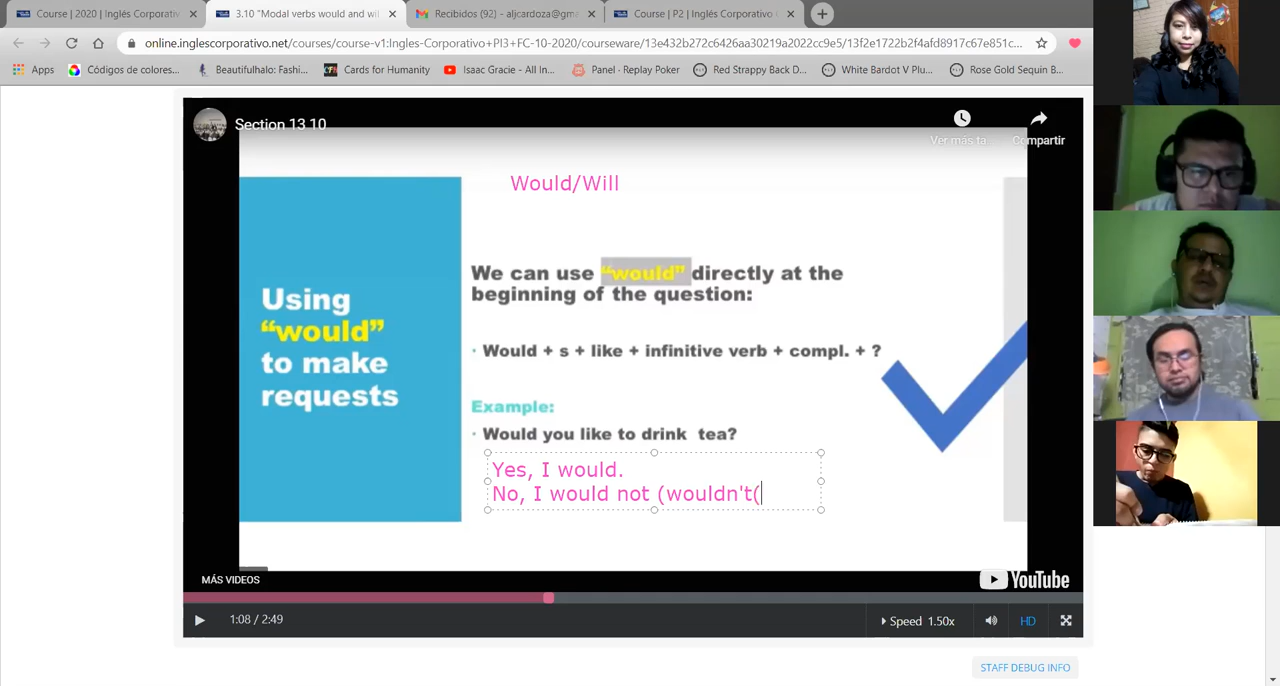 Course | 2020 | Inglés Corporativo
3.10 "Modal verbs would and wil
Recibidos (92) - aljcardoza@gma
Course | P2 | Inglés Corporativo
online.inglescorporativo.net/courses/course-v1:Ingles-Corporativo+PI3+FC-10-2020/courseware/13e432b272c6426aa30219a2022cc9e5/13f2e1722b2f4afd8917c67e851c...
Apps
Códigos de colores...
Beautifulhalo: Fashi...
Cards for Humanity
Isaac Gracie - All In...
Panel · Replay Poker
Red Strappy Back D...
White Bardot V Plu...
Rose Gold Sequin B...
Section 13 10
Ver más ta...
Compartir
Would/Will
Using
“would”
to make
requests
We can use “would” directly at the
beginning of the question:
· Would + s + like + infinitive verb + compl. + ?
Example:
· Would you like to drink tea?
Yes, I would.
No, I would not (wouldn't(
MÁS VIDEOS
YouTube
1:08 / 2:49
Speed 1.50x
HD
STAFF DEBUG INFO